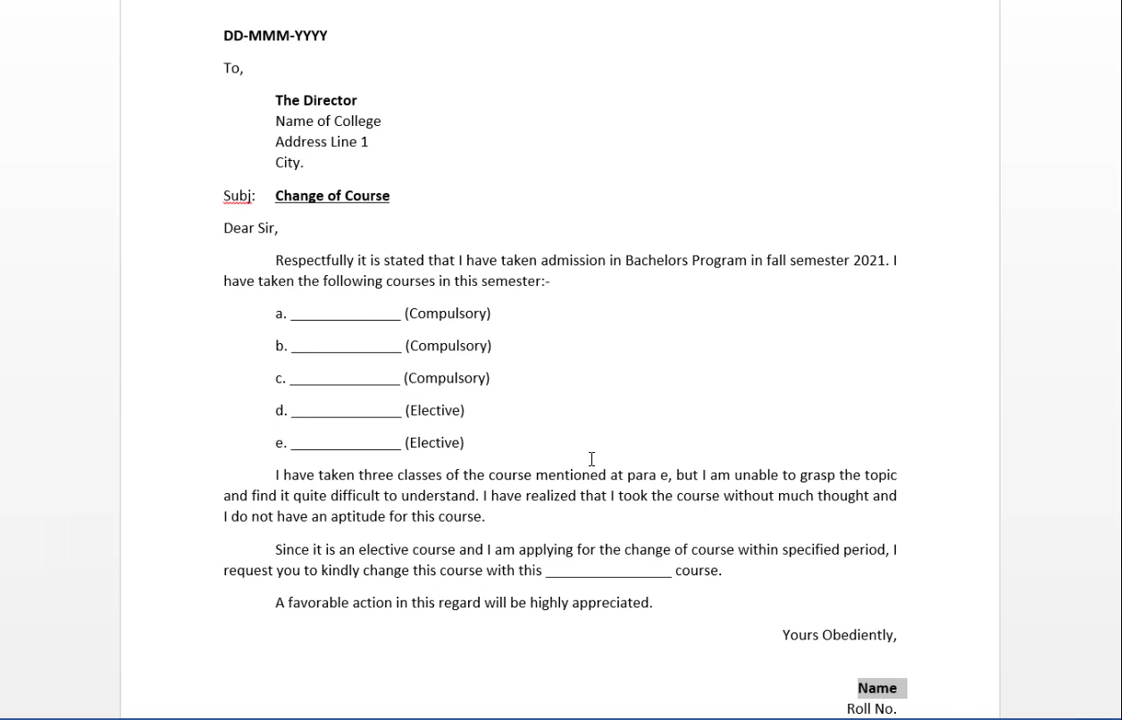 DD-MMM-YYYY
To,
The Director
Name of College
Address Line 1
City.
Subj: Change of Course
Dear Sir,
Respectfully it is stated that I have taken admission in Bachelors Program in fall semester 2021. I
have taken the following courses in this semester:-
a. _____________ (Compulsory)
b. _____________ (Compulsory)
c. _____________ (Compulsory)
d. _____________ (Elective)
e. _____________ (Elective)
I have taken three classes of the course mentioned at para e, but I am unable to grasp the topic
and find it quite difficult to understand. I have realized that I took the course without much thought and
I do not have an aptitude for this course.
Since it is an elective course and I am applying for the change of course within specified period, I
request you to kindly change this course with this _______________ course.
A favorable action in this regard will be highly appreciated.
Yours Obediently,
Name
Roll No.